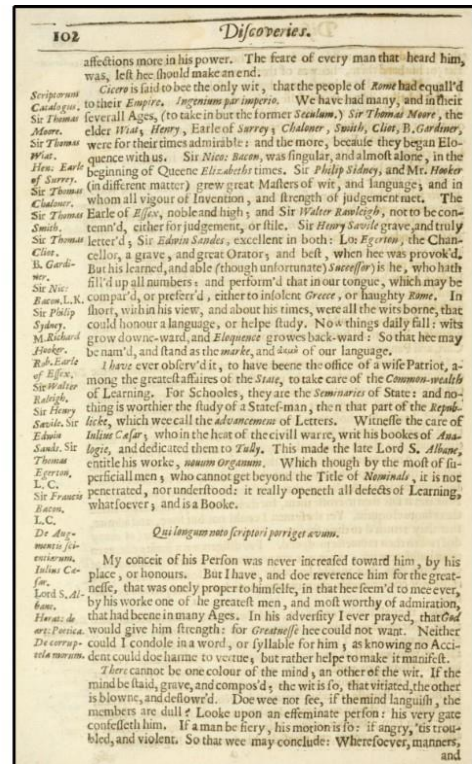 102
Discoveries.
affections more in his power. The feare of every man that heard him,
was, lest hee should make an end.
Cicero is said to bee the only wit, that the people of Rome had equall'd
to their Empire. Ingenium par imperio. We have had many, and in their
severall Ages, (to take in but the former Seculum.) Sir Thomas Moore, the
elder Wiat; Henry, Earle of Surrey; Chaloner, Smith, Cliot, B. Gardiner,
were for their times admirable: and the more, because they began Elo-
quence with us. Sir Nico: Bacon, was singular, and almost alone, in the
beginning of Queene Elizabeths times. Sir Philip Sidney, and Mr. Hooker
(in different matter) grew great Masters of wit, and language; and in
whom all vigour of Invention, and strength of judgement met. The
Earle of Essex, noble and high; and Sir Walter Rawleigh, not to be con-
temn'd, either for judgement, or stile. Sir Henry Savile grave, and truly
letter'd; Sir Edwin Sandes, excellent in both: Lo: Egerton, the Chan-
cellor, a grave, and great Orator; and best, when hee was provok'd.
But his learned, and able (though unfortunate) Successor) is he, who hath
fill'd up all numbers: and perform'd that in our tongue, which may be
compar'd, or preferr'd, either to insolent Greece, or haughty Rome. In
short, within his view, and about his times, were all the wits borne, that
could honour a language, or helpe study. Now things daily fall: wits
grow downe-ward, and Eloquence growes back-ward: So that hee may
be nam'd, and stand as the marke, and of our language.
I have ever observ'd it, to have beene the office of a wise Patriot, a-
mong the greatest affaires of the State, to take care of the Common-wealth
of Learning. For Schooles, they are the Seminaries of State: and no-
thing is worthier the study of a States-man, then that part of the Repub-
licke, which wee call the advancement of Letters. Witnesse the care of
Iulius Cæsar; who in the heat of the civill warre, writ his bookes of Ana-
logie, and dedicated them to Tully. This made the late Lord S. Albane,
entitle his worke, novum Organum. Which though by the most of su-
perficiall men; who cannot get beyond the Title of Nominals, it is not
penetrated, nor understood: it really openeth all defects of Learning,
whatsoever; and is a Booke.
Qui longum noto scriptori porriget ævum.
My conceit of his Person was never increased toward him, by his
place, or honours. But I have, and doe reverence him for the great-
nesse, that was onely proper to himselfe, in that hee seem'd to mee ever,
by his worke one of the greatest men, and most worthy of admiration,
that had beene in many Ages. In his adversity I ever prayed, that God
would give him strength: for Greatnesse hee could not want. Neither
could I condole in a word, or syllable for him; as knowing no Acci-
dent could doe harme to vertue; but rather helpe to make it manifest.
There cannot be one colour of the mind; an other of the wit. If the
mind be staid, grave, and compos'd; the wit is so, that vitiated, the other
is blowne, and deflowr'd. Doe wee not see, if the mind languish, the
members are dull? Looke upon an effeminate person: his very gate
confesseth him. If a man be fiery, his motion is so: if angry, 'tis trou-
bled, and violent. So that wee may conclude: Wheresoever, manners,
and
Scriptorum
Catalogus.
Sir Thomas
Moore.
Sir Thomas
Wiat.
Hen: Earle
of Surrey.
Sir Thomas
Chaloner.
Sir Thomas
Smith.
Sir Thomas
Cliot.
B. Gardi-
ner.
Sir Nic:
Bacon. L. K.
Sir Philip
Sydney.
M. Richard
Hooker.
Rob. Earle
of Essex.
Sir Walter
Raleigh.
Sir Henry
Savile. Sir
Edwin
Sands. Sir
Thomas
Egerton.
L. C.
Sir Francis
Bacon.
L. C.
De Aug-
mentis sci-
entiarum.
Iulius Cæ-
sar.
Lord S. Al-
bane.
Horat: de
art: Poetica.
De corrup-
tela morum.